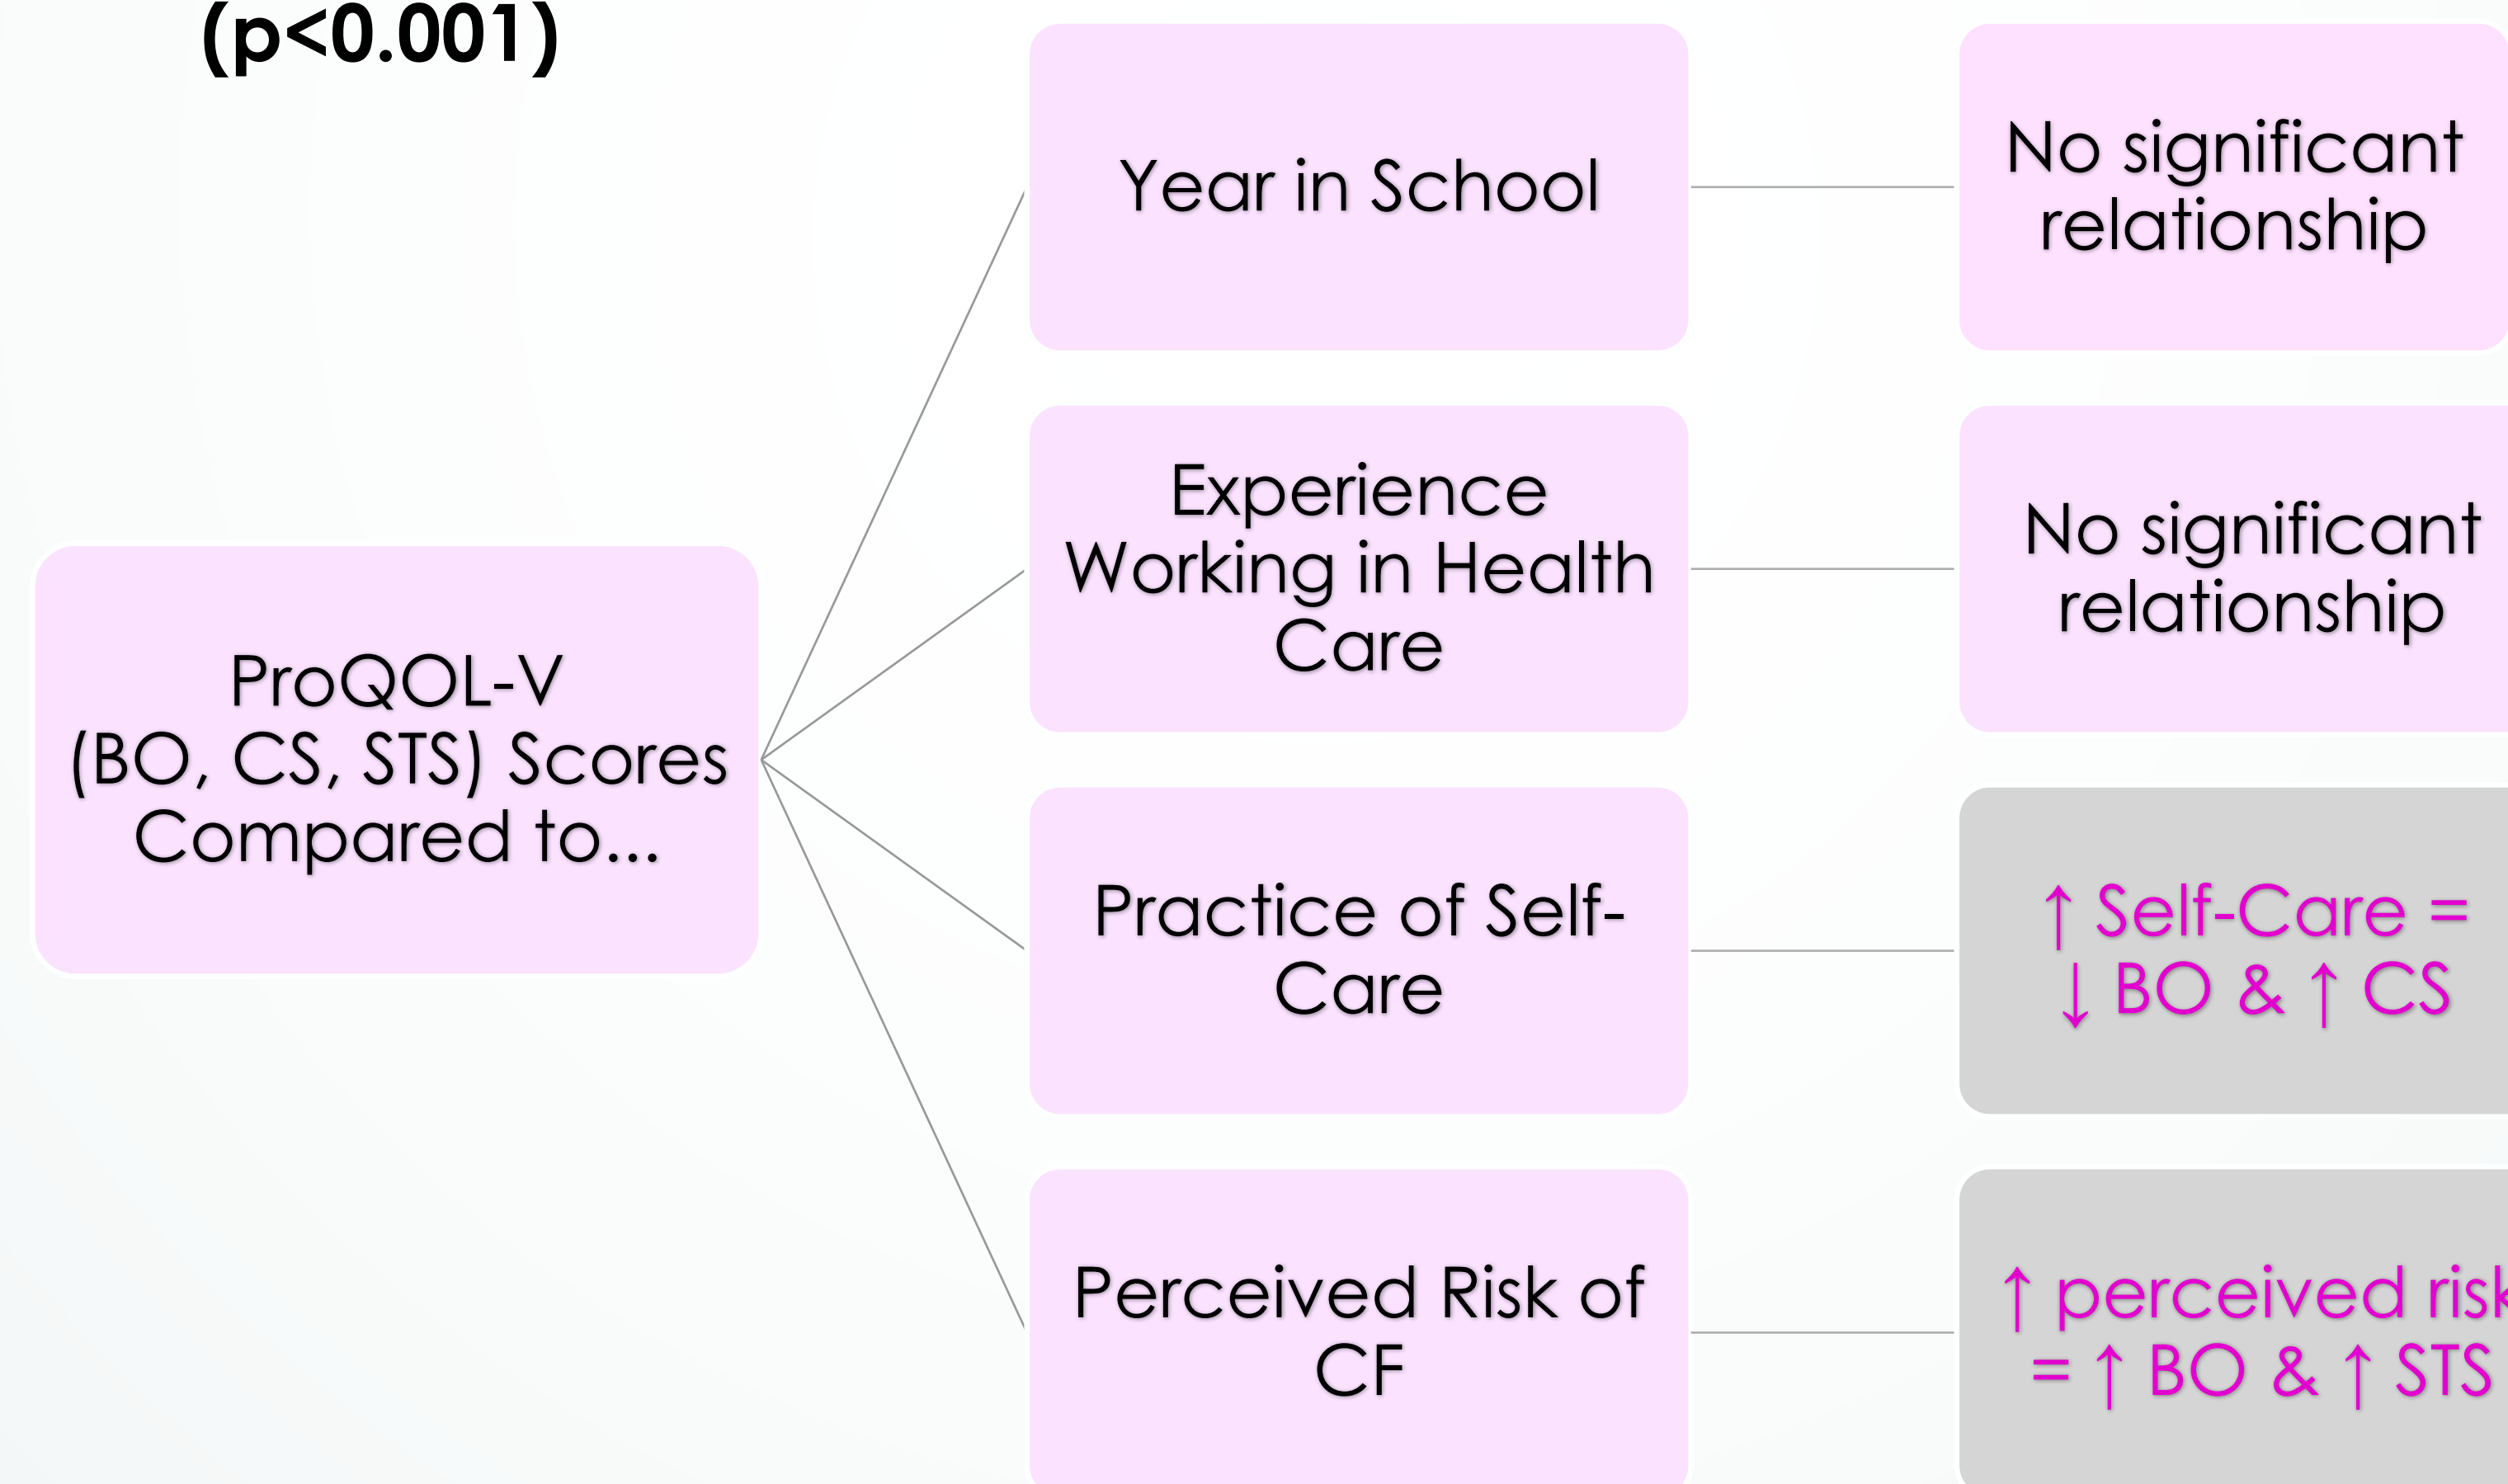 (p<0.001)
ProQOL-V
(BO, CS, STS) Scores
Compared to...
Year in School
No significant
relationship
Experience
Working in Health
Care
No significant
relationship
Practice of Self-
Care
↑ Self-Care =
↓ BO & ↑ CS
Perceived Risk of
CF
↑ perceived risk
= ↑ BO & ↑ STS